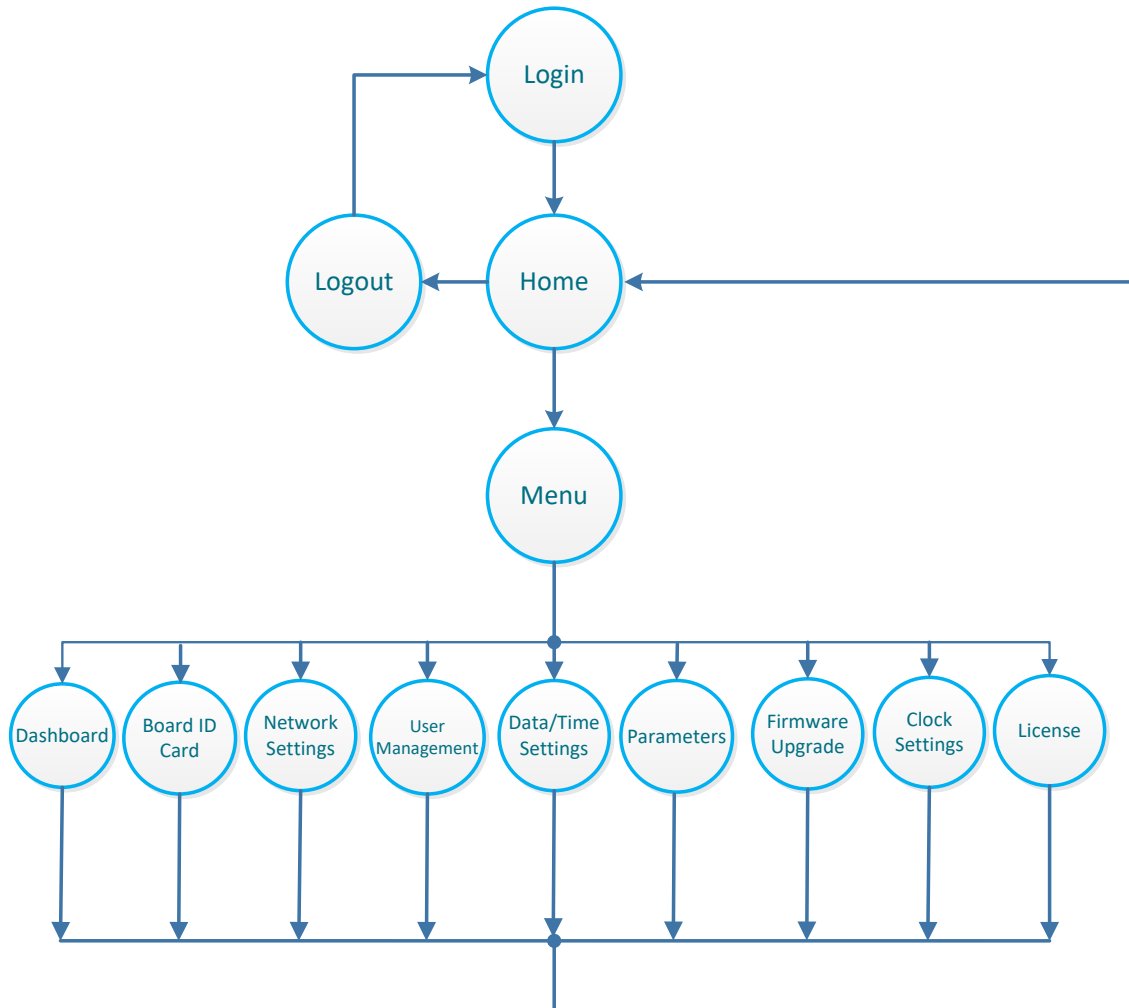 Login
Logout
Home
Menu
Dashboard
Board ID
Card
Network
Settings
User
Management
Data/Time
Settings
Parameters
Firmware
Upgrade
Clock
Settings
License